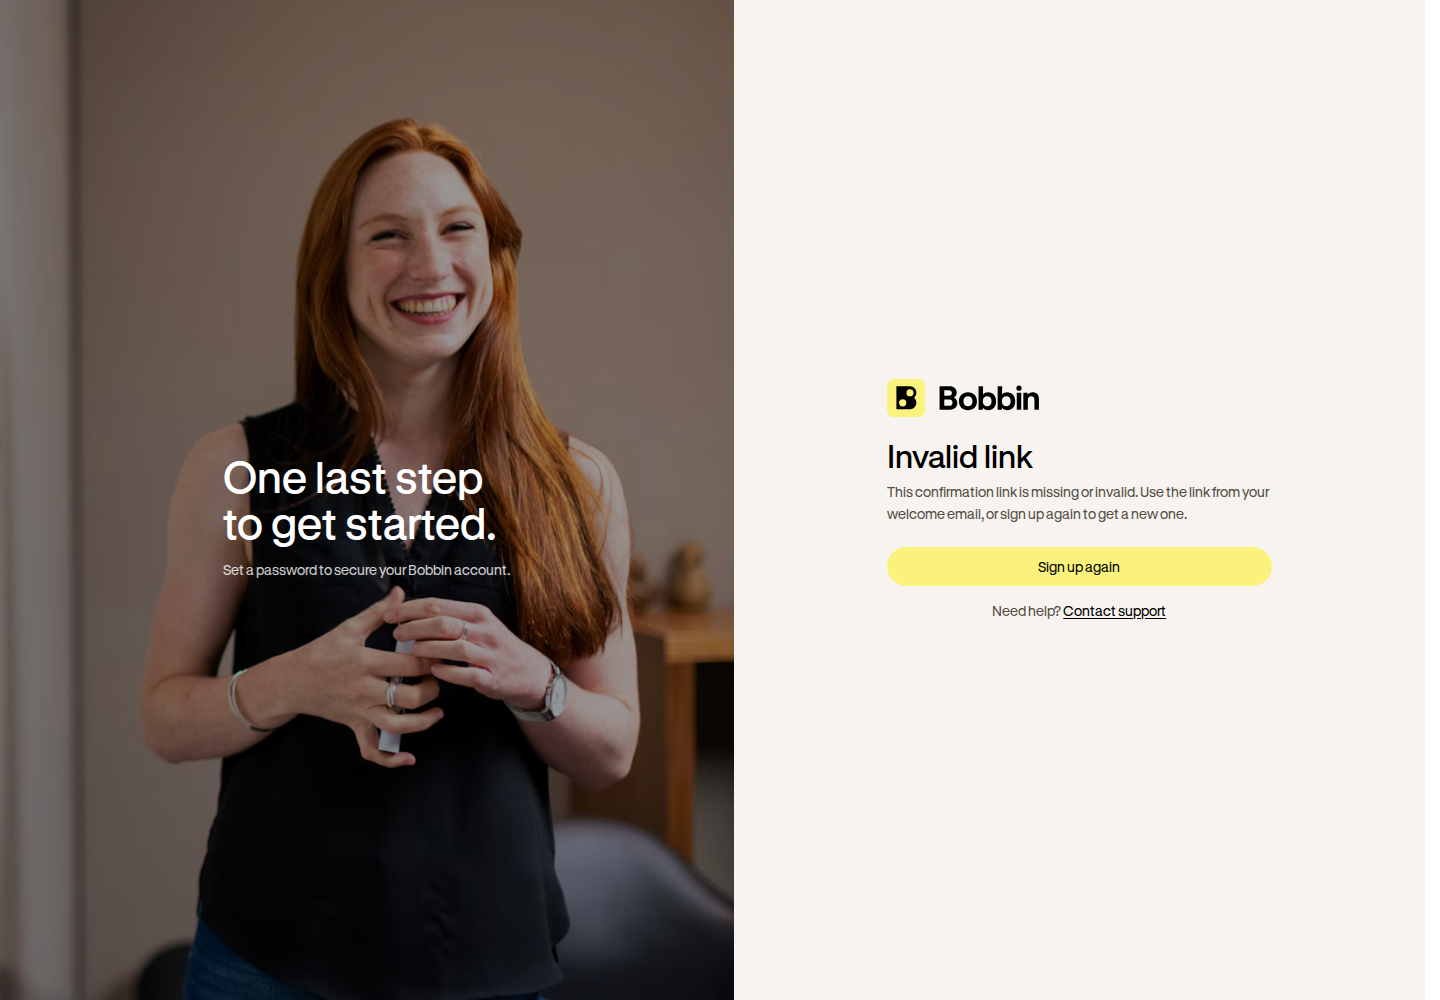 One last step
to get started.
Set a password to secure your Bobbin account.
Bobbin
Invalid link
This confirmation link is missing or invalid. Use the link from your
welcome email, or sign up again to get a new one.
Sign up again
Need help? Contact support